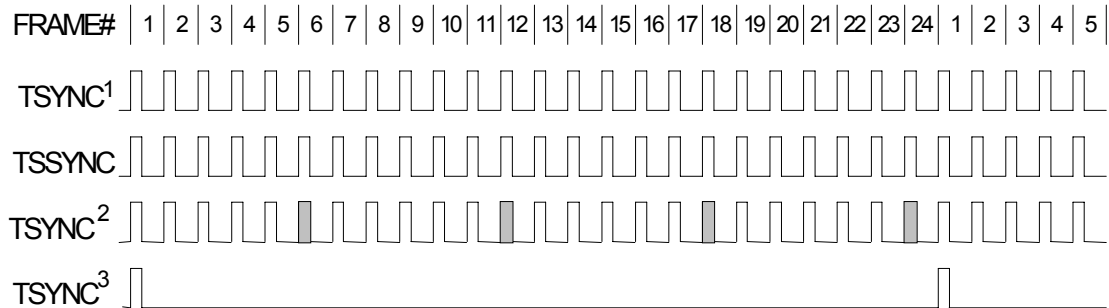 FRAME# 1 2 3 4 5 6 7 8 9 10 11 12 13 14 15 16 17 18 19 20 21 22 23 24 1 2 3 4 5
TSYNC¹
TSSYNC
TSYNC²
TSYNC³